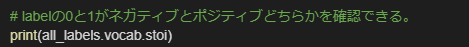 # labelの0と1がネガティブとポジティブどちらかを確認できる。
print(all_labels.vocab.stoi)